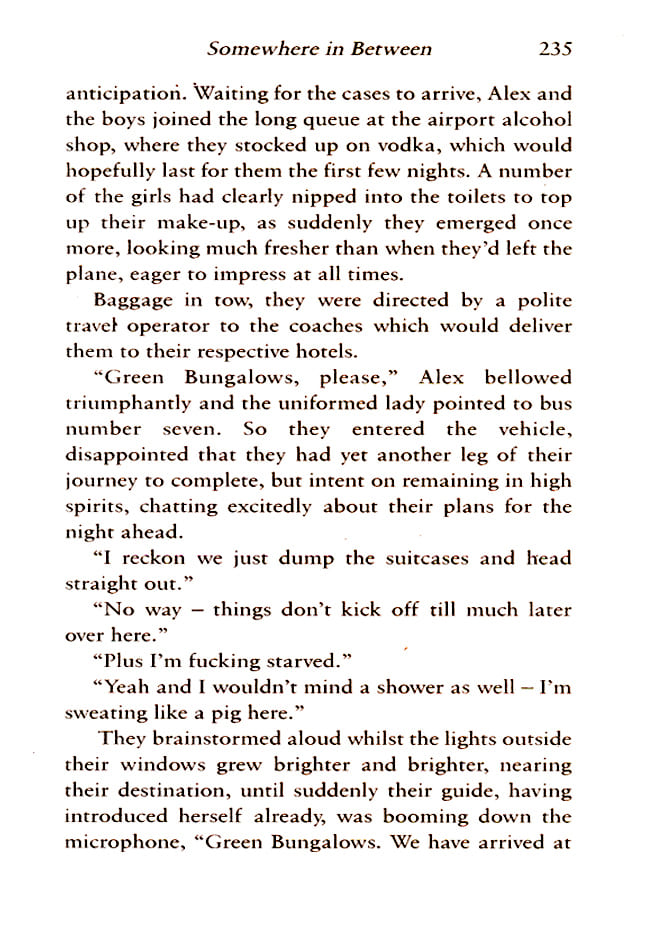 Somewhere in Between 235
anticipation. Waiting for the cases to arrive, Alex and
the boys joined the long queue at the airport alcohol
shop, where they stocked up on vodka, which would
hopefully last for them the first few nights. A number
of the girls had clearly nipped into the toilets to top
up their make-up, as suddenly they emerged once
more, looking much fresher than when they’d left the
plane, eager to impress at all times.
Baggage in tow, they were directed by a polite
travel operator to the coaches which would deliver
them to their respective hotels.
“Green Bungalows, please,” Alex bellowed
triumphantly and the uniformed lady pointed to bus
number seven. So they entered the vehicle,
disappointed that they had yet another leg of their
journey to complete, but intent on remaining in high
spirits, chatting excitedly about their plans for the
night ahead.
“I reckon we just dump the suitcases and head
straight out.”
“No way – things don’t kick off till much later
over here.”
“Plus I’m fucking starved.”
“Yeah and I wouldn’t mind a shower as well – I’m
sweating like a pig here.”
They brainstormed aloud whilst the lights outside
their windows grew brighter and brighter, nearing
their destination, until suddenly their guide, having
introduced herself already, was booming down the
microphone, “Green Bungalows. We have arrived at